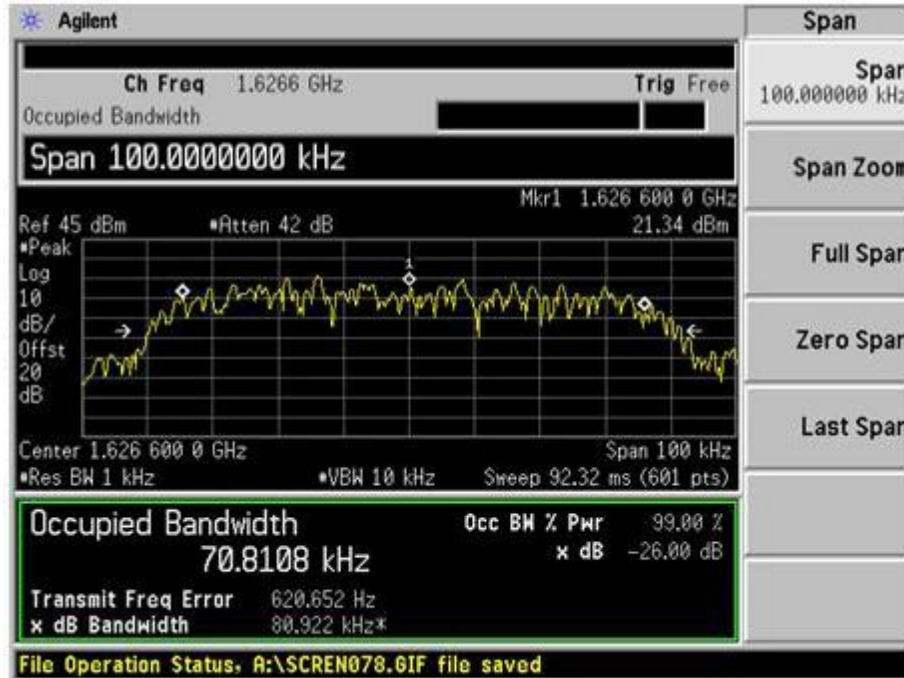 Agilent
Span
Ch Freq 1.6266 GHz
Trig Free
Occupied Bandwidth
Span 100.0000000 kHz
Mkr1 1.626 600 0 GHz
21.34 dBm
Ref 45 dBm
*Atten 42 dB
*Peak
Log
10
dB/
Offst
20
dB
1
Center 1.626 600 0 GHz
Span 100 kHz
*Res BW 1 kHz
*VBW 10 kHz
Sweep 92.32 ms (601 pts)
Occupied Bandwidth
70.8108 kHz
Occ BW % Pwr 99.00 %
x dB -26.00 dB
Transmit Freq Error 620.652 Hz
x dB Bandwidth 80.922 kHz*
File Operation Status, A:\SCREN078.GIF file saved
Span
100.000000 kHz
Span Zoom
Full Span
Zero Span
Last Span